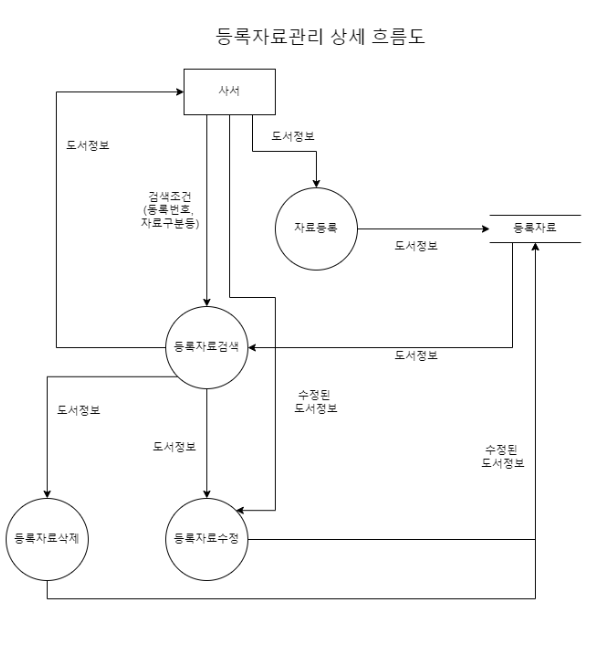 등록자료관리 상세 흐름도
사서
도서정보
도서정보
검색조건
(등록번호,
자료구분등)
자료등록
등록자료
도서정보
등록자료검색
도서정보
수정된
도서정보
도서정보
도서정보
수정된
도서정보
등록자료삭제
등록자료수정